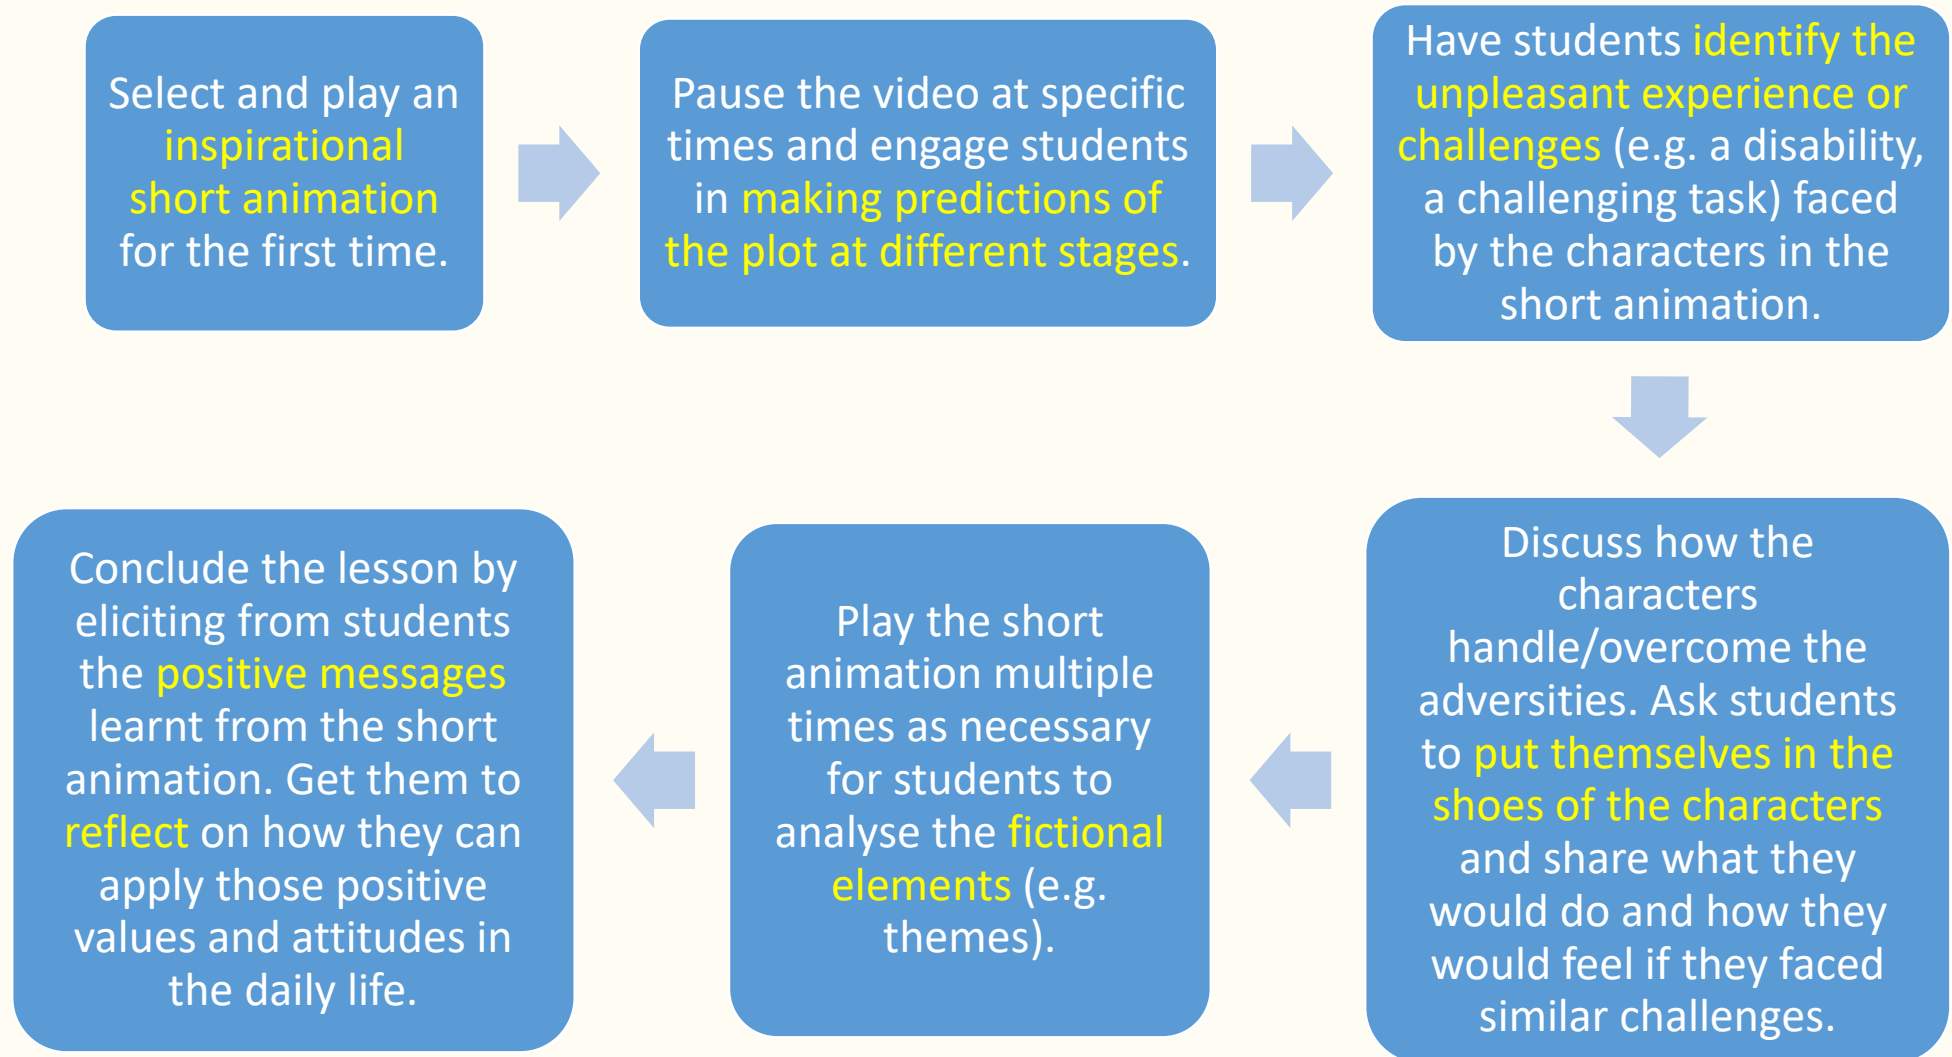 Select and play an
inspirational
short animation
for the first time.
Pause the video at specific
times and engage students
in making predictions of
the plot at different stages.
Have students identify the
unpleasant experience or
challenges (e.g. a disability,
a challenging task) faced
by the characters in the
short animation.
Discuss how the
characters
handle/overcome the
adversities. Ask students
to put themselves in the
shoes of the characters
and share what they
would do and how they
would feel if they faced
similar challenges.
Play the short
animation multiple
times as necessary
for students to
analyse the fictional
elements (e.g.
themes).
Conclude the lesson by
eliciting from students
the positive messages
learnt from the short
animation. Get them to
reflect on how they can
apply those positive
values and attitudes in
the daily life.